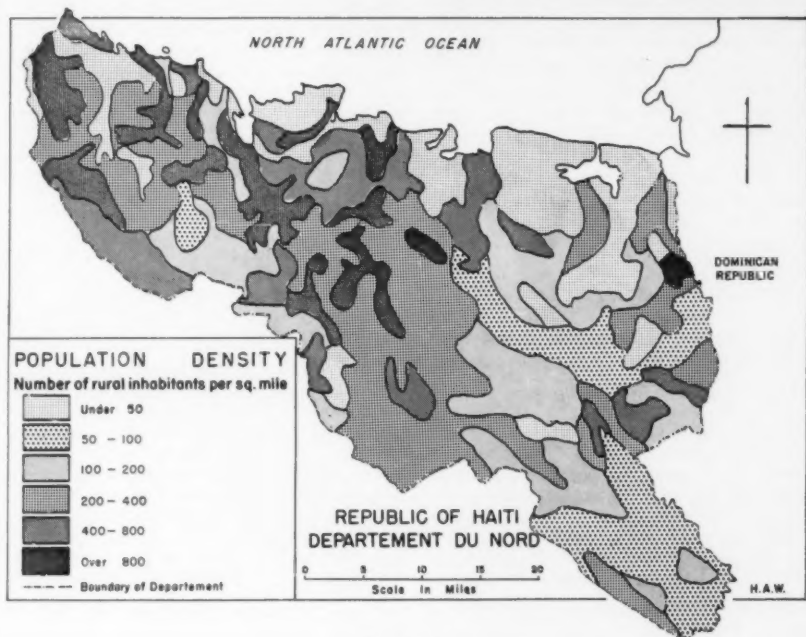 NORTH ATLANTIC OCEAN
DOMINICAN
REPUBLIC
POPULATION DENSITY
Number of rural inhabitants per sq. mile
Under 50
50 - 100
100 - 200
200 - 400
400 - 800
Over 800
Boundary of Departement
REPUBLIC OF HAITI
DEPARTEMENT DU NORD
0 5 10 15 20
Scale in Miles
H.A.W.